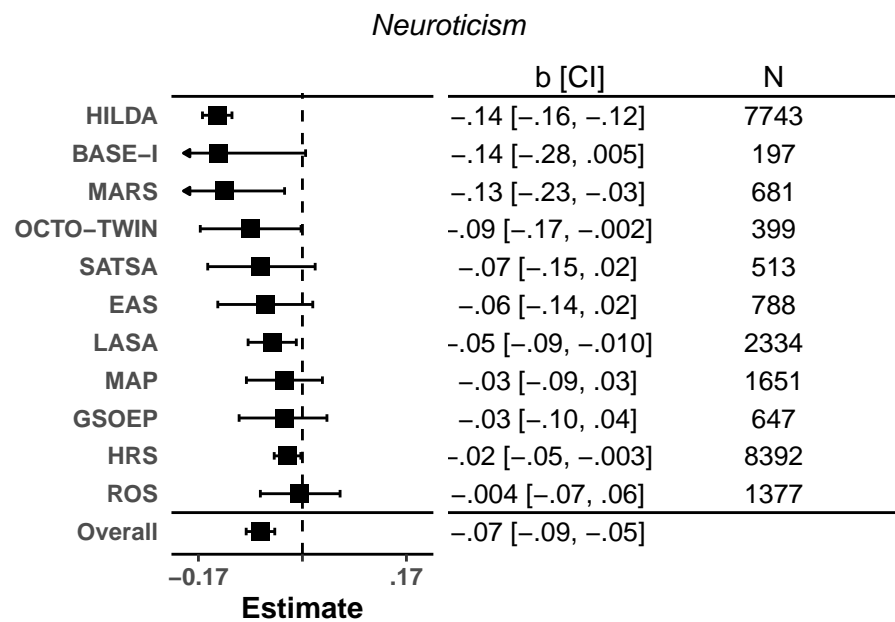 Neuroticism
b [CI] N
HILDA −.14 [−.16, −.12] 7743
BASE−I −.14 [−.28, .005] 197
MARS −.13 [−.23, −.03] 681
OCTO−TWIN −.09 [−.17, −.002] 399
SATSA −.07 [−.15, .02] 513
EAS −.06 [−.14, .02] 788
LASA −.05 [−.09, −.010] 2334
MAP −.03 [−.09, .03] 1651
GSOEP −.03 [−.10, .04] 647
HRS −.02 [−.05, −.003] 8392
ROS −.004 [−.07, .06] 1377
Overall −.07 [−.09, −.05]
−0.17 .17
Estimate